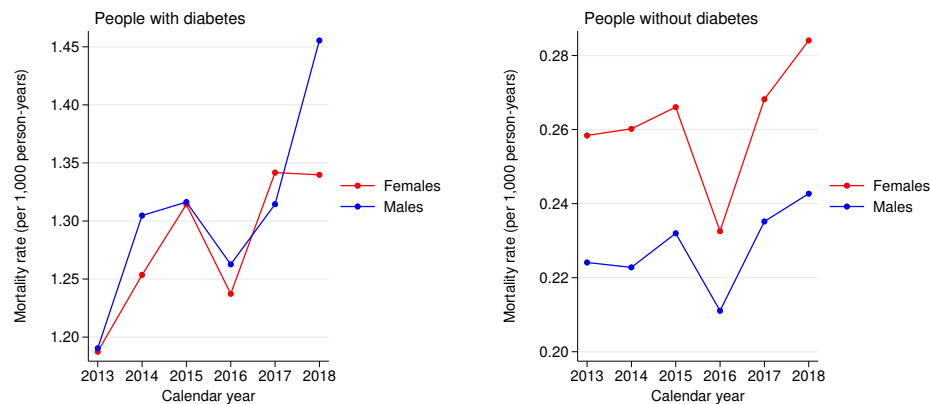 People with diabetes
Mortality rate (per 1,000 person-years)
1.45
1.40
1.35
1.30
1.25
1.20
2013 2014 2015 2016 2017 2018
Calendar year
Females
Males
People without diabetes
Mortality rate (per 1,000 person-years)
0.28
0.26
0.24
0.22
0.20
2013 2014 2015 2016 2017 2018
Calendar year
Females
Males